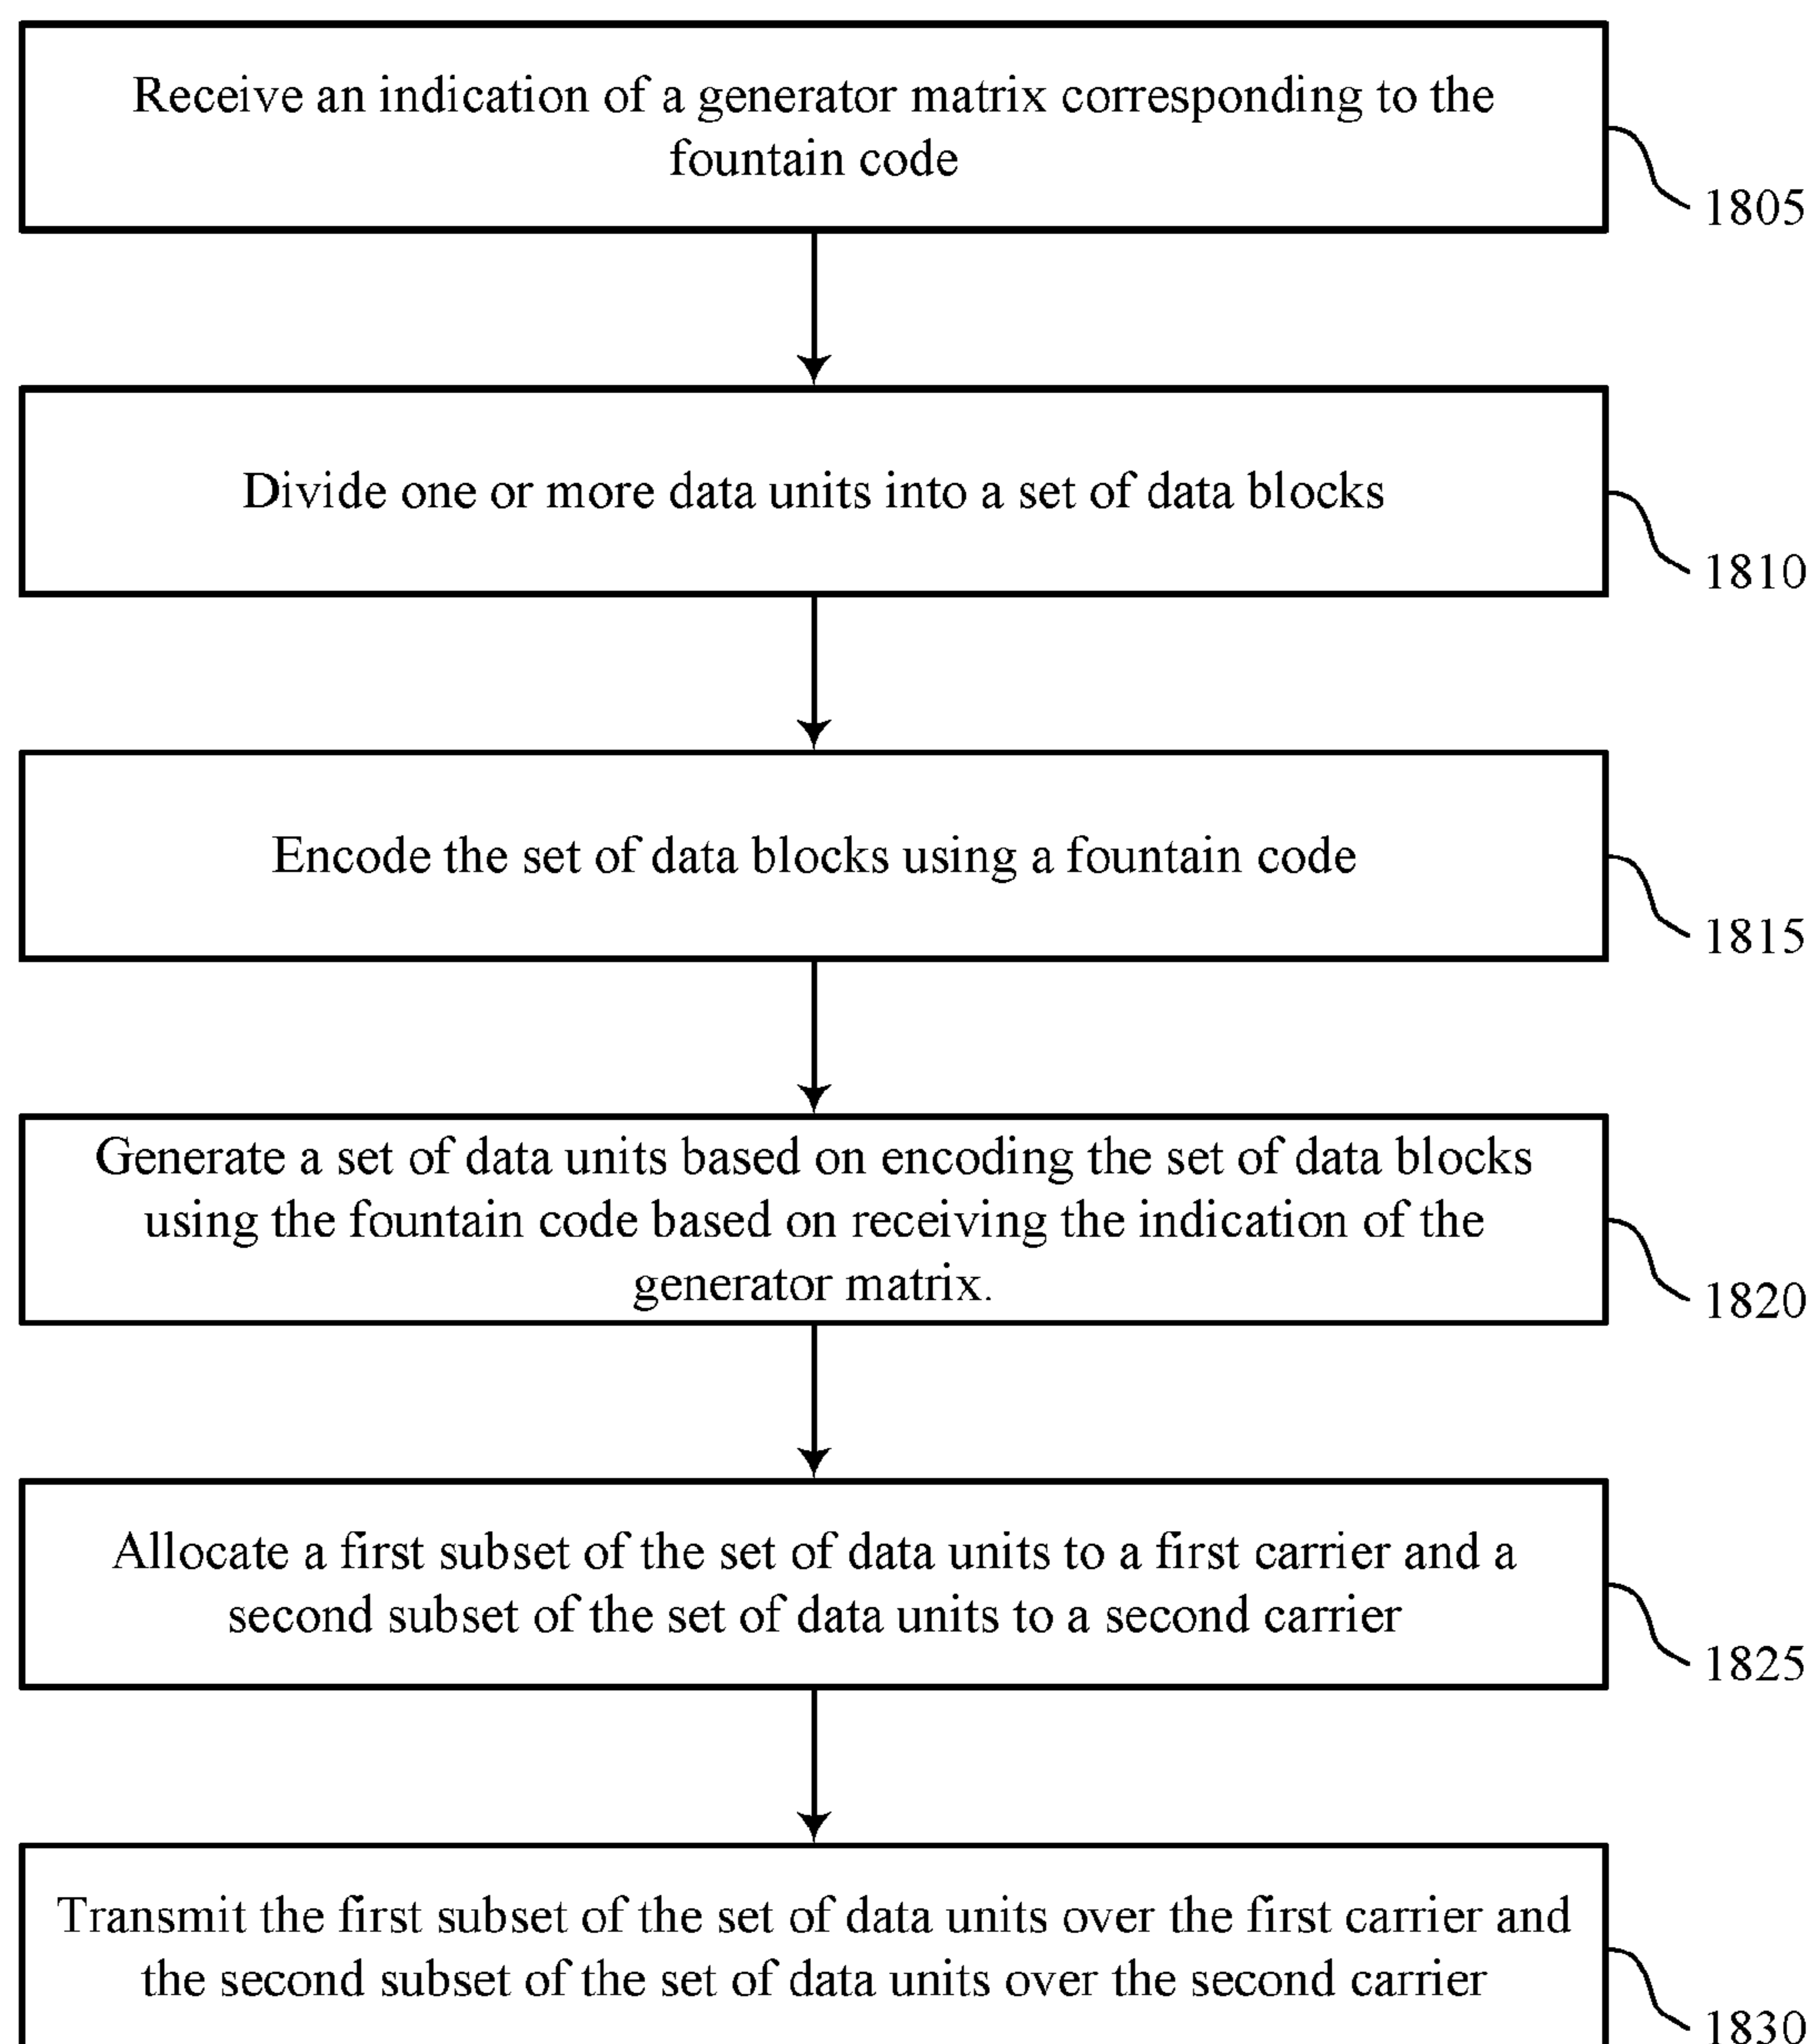 Receive an indication of a generator matrix corresponding to the
fountain code
1805
Divide one or more data units into a set of data blocks
1810
Encode the set of data blocks using a fountain code
1815
Generate a set of data units based on encoding the set of data blocks
using the fountain code based on receiving the indication of the
generator matrix.
1820
Allocate a first subset of the set of data units to a first carrier and a
second subset of the set of data units to a second carrier
1825
Transmit the first subset of the set of data units over the first carrier and
the second subset of the set of data units over the second carrier
1830